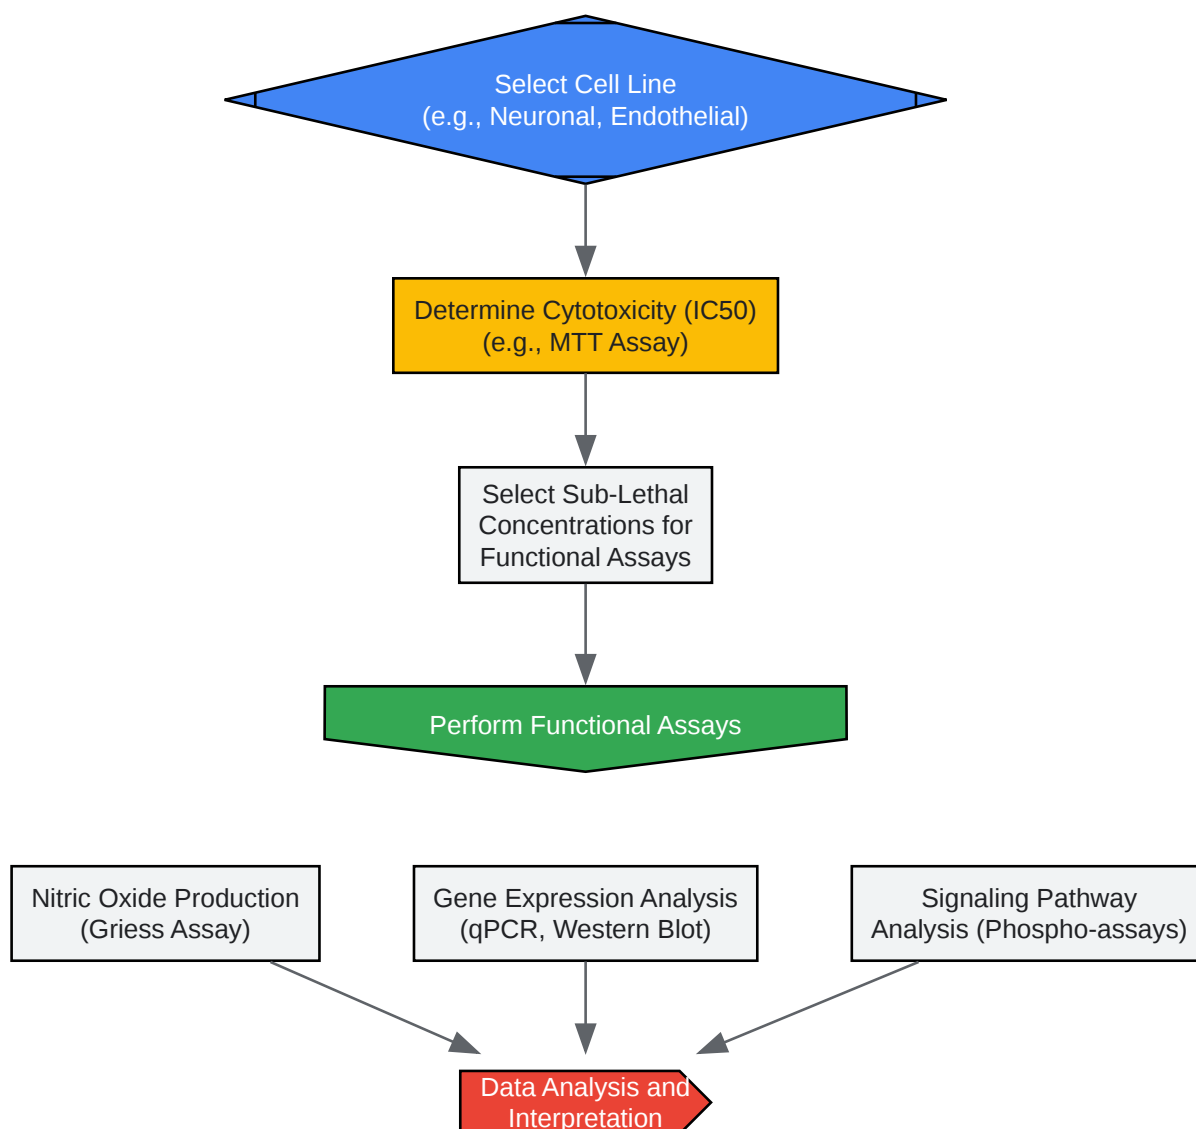 Select Cell Line
(e.g., Neuronal, Endothelial)
Determine Cytotoxicity (IC50)
(e.g., MTT Assay)
Select Sub-Lethal
Concentrations for
Functional Assays
Perform Functional Assays
Nitric Oxide Production
(Griess Assay)
Gene Expression Analysis
(qPCR, Western Blot)
Signaling Pathway
Analysis (Phospho-assays)
Data Analysis and
Interpretation